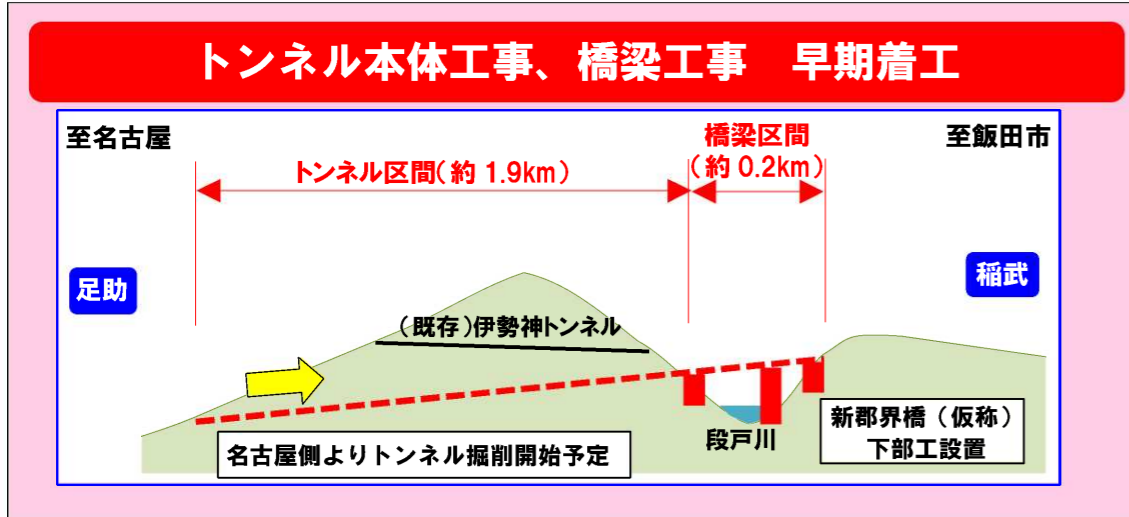 トンネル本体工事、橋梁工事　早期着工
至名古屋
橋梁区間
至飯田市
トンネル区間(約 1.9km)
(約 0.2km)
足助
稲武
(既存)伊勢神トンネル
新郡界橋（仮称）
下部工設置
段戸川
名古屋側よりトンネル掘削開始予定